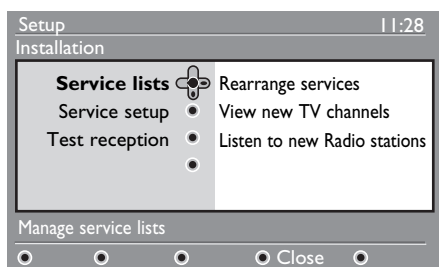 Setup 11:28
Installation
Service lists Rearrange services
Service setup View new TV channels
Test reception Listen to new Radio stations
Manage service lists
Close